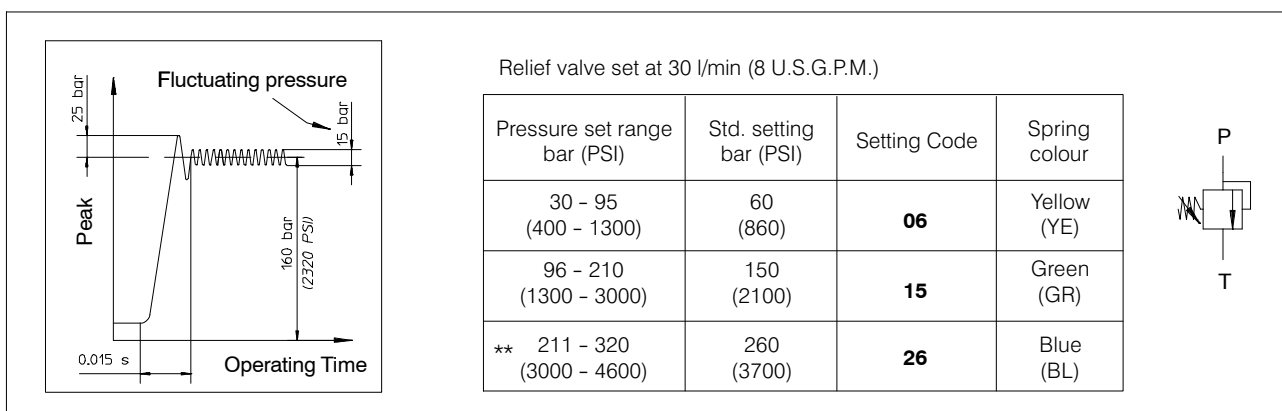 25 bar
Fluctuating pressure
15 bar
Peak
160 bar
(2320 PSI)
0.015 s
Operating Time
Relief valve set at 30 l/min (8 U.S.G.P.M.)
Pressure set range
bar (PSI)
Std. setting
bar (PSI)
Setting Code
Spring
colour
30 - 95
(400 - 1300)
60
(860)
06
Yellow
(YE)
96 - 210
(1300 - 3000)
150
(2100)
15
Green
(GR)
** 211 - 320
(3000 - 4600)
260
(3700)
26
Blue
(BL)
P
T